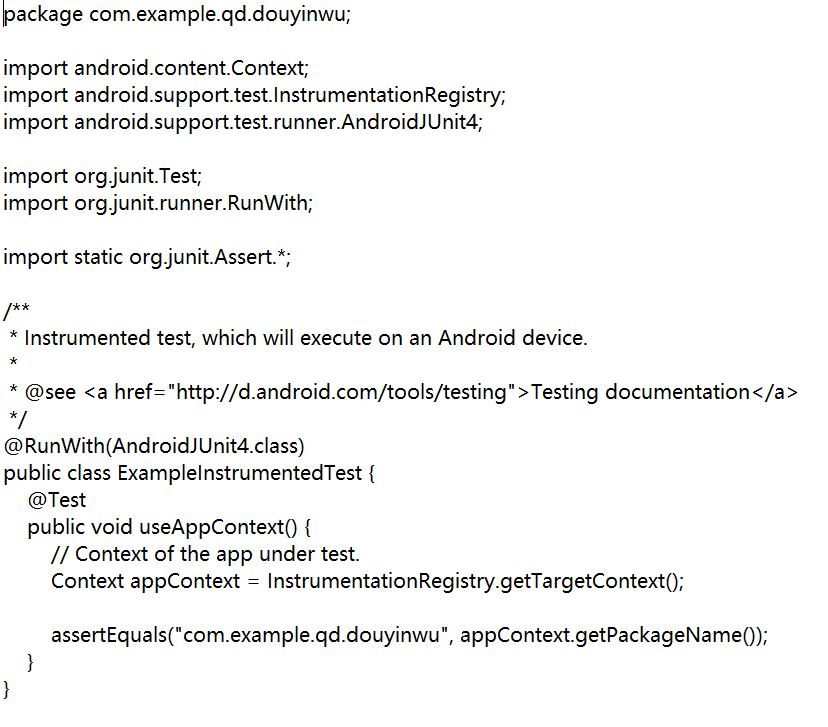 package com.example.qd.douyinwu;

import android.content.Context;
import android.support.test.InstrumentationRegistry;
import android.support.test.runner.AndroidJUnit4;

import org.junit.Test;
import org.junit.runner.RunWith;

import static org.junit.Assert.*;

/**
 * Instrumented test, which will execute on an Android device.
 *
 * @see <a href="http://d.android.com/tools/testing">Testing documentation</a>
 */
@RunWith(AndroidJUnit4.class)
public class ExampleInstrumentedTest {
    @Test
    public void useAppContext() {
        // Context of the app under test.
        Context appContext = InstrumentationRegistry.getTargetContext();

        assertEquals("com.example.qd.douyinwu", appContext.getPackageName());
    }
}